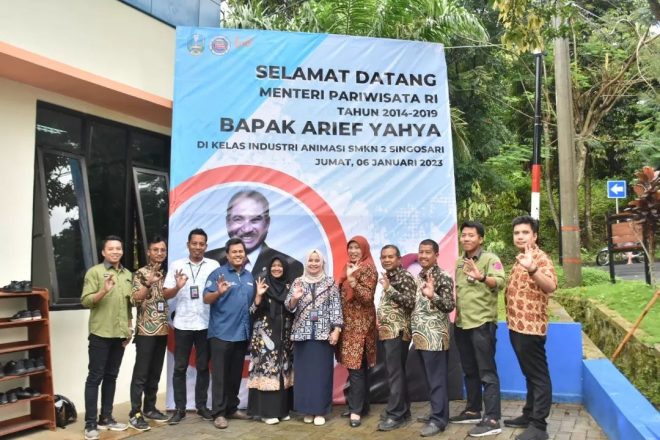 SELAMAT DATANG
MENTERI PARIWISATA RI
TAHUN 2014-2019
BAPAK ARIEF YAHYA
DI KELAS INDUSTRI ANIMASI SMKN 2 SINGOSARI
JUMAT, 06 JANUARI 2023